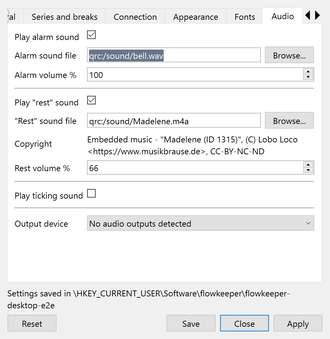 al Series and breaks Connection Appearance Fonts Audio
Play alarm sound
Alarm sound file qrc:/sound/bell.wav Browse...
Alarm volume % 100
Play "rest" sound
"Rest" sound file qrc:/sound/Madelene.m4a Browse...
Copyright Embedded music - "Madelene (ID 1315)", (C) Lobo Loco
<https://www.musikbrause.de>, CC-BY-NC-ND
Rest volume % 66
Play ticking sound
Output device No audio outputs detected
Settings saved in \HKEY_CURRENT_USER\Software\flowkeeper\flowkeeper-
desktop-e2e
Reset Save Close Apply